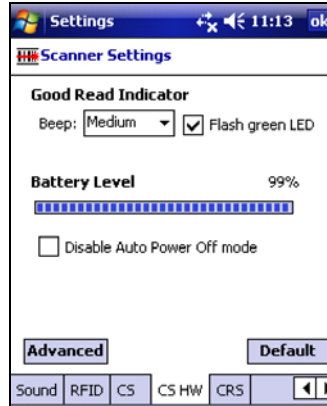 Settings 11:13 ok
Scanner Settings
Good Read Indicator
Beep: Medium Flash green LED
Battery Level 99%
Disable Auto Power Off mode
Advanced Default
Sound RFID CS CS HW CRS